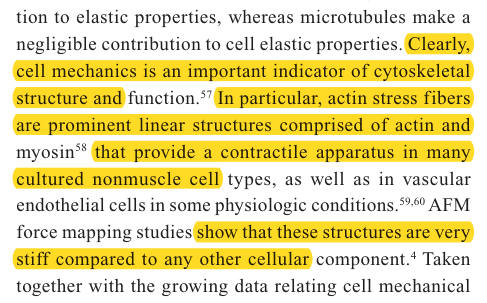 tion to elastic properties, whereas microtubules make a
negligible contribution to cell elastic properties. Clearly,
cell mechanics is an important indicator of cytoskeletal
structure and function.⁵⁷ In particular, actin stress fibers
are prominent linear structures comprised of actin and
myosin⁵⁸ that provide a contractile apparatus in many
cultured nonmuscle cell types, as well as in vascular
endothelial cells in some physiologic conditions.⁵⁹,⁶⁰ AFM
force mapping studies show that these structures are very
stiff compared to any other cellular component.⁴ Taken
together with the growing data relating cell mechanical